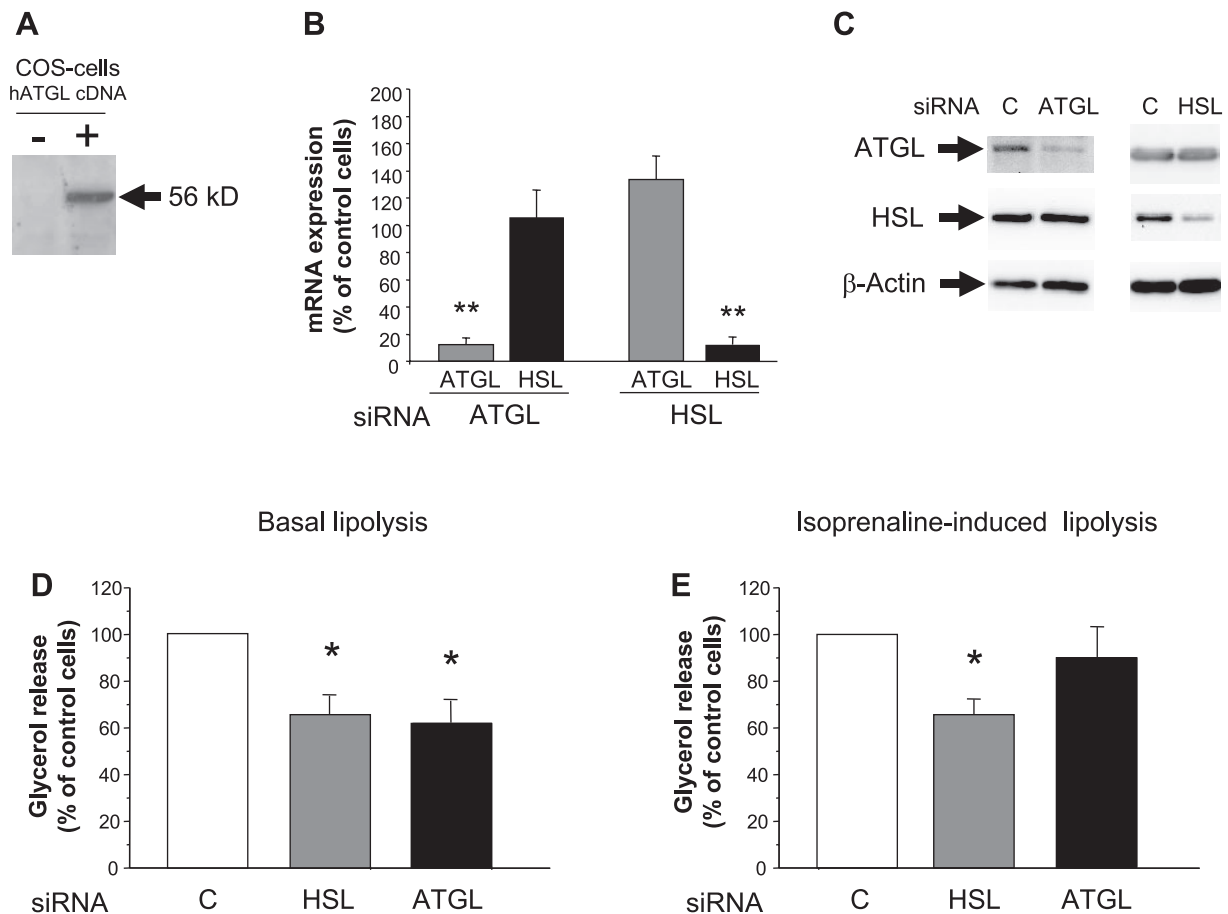 A
COS-cells
hATGL cDNA
- +
56 kD
B
mRNA expression
(% of control cells)
200
180
160
140
120
100
80
60
40
20
0
**
**
ATGL HSL ATGL HSL
siRNA ATGL HSL
C
siRNA C ATGL C HSL
ATGL
HSL
β-Actin
Basal lipolysis
D
Glycerol release
(% of control cells)
120
100
80
60
40
20
0
*
*
siRNA C HSL ATGL
Isoprenaline-induced lipolysis
E
Glycerol release
(% of control cells)
120
100
80
60
40
20
0
*
siRNA C HSL ATGL